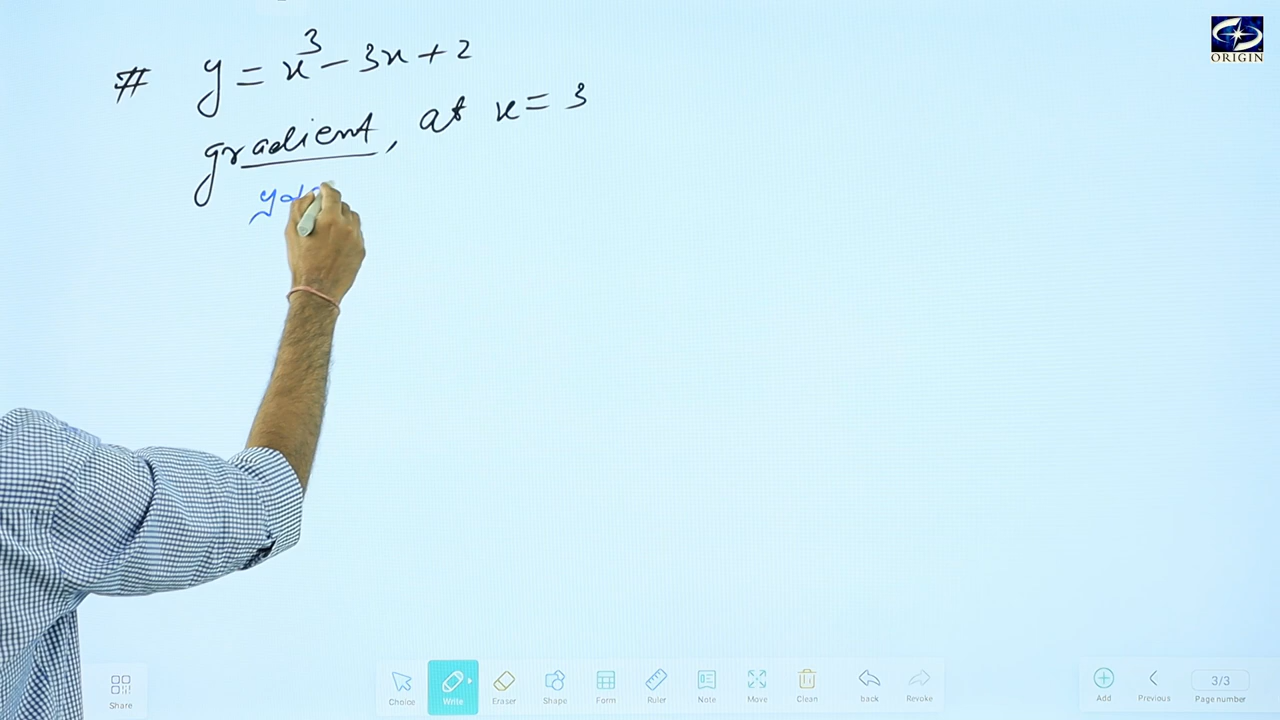 # y = x³ - 3x + 2
gradient, at x = 3
ORIGIN
Share
Choice
Write
Eraser
Shape
Form
Ruler
Note
Move
Clean
back
Revoke
Add
Previous
3/3
Page number